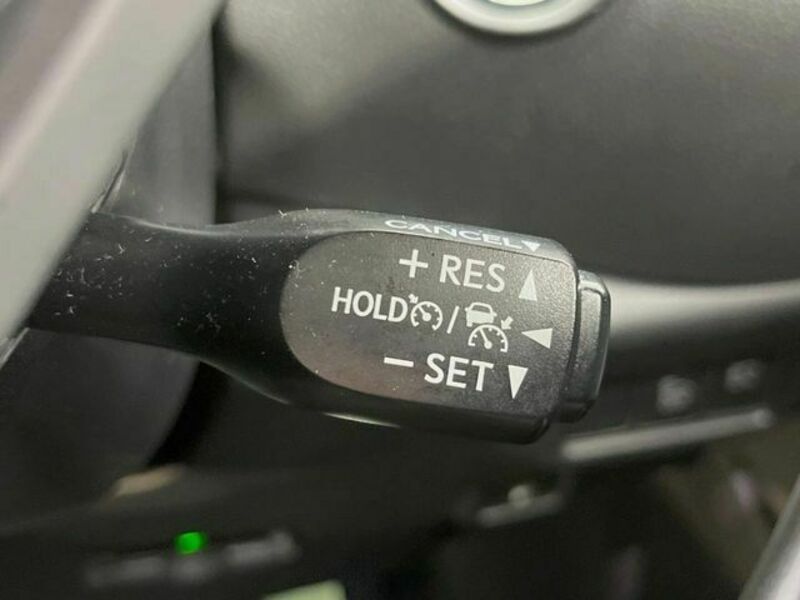 CANCEL▼
+ RES ▲
HOLD / ◀
− SET ▼